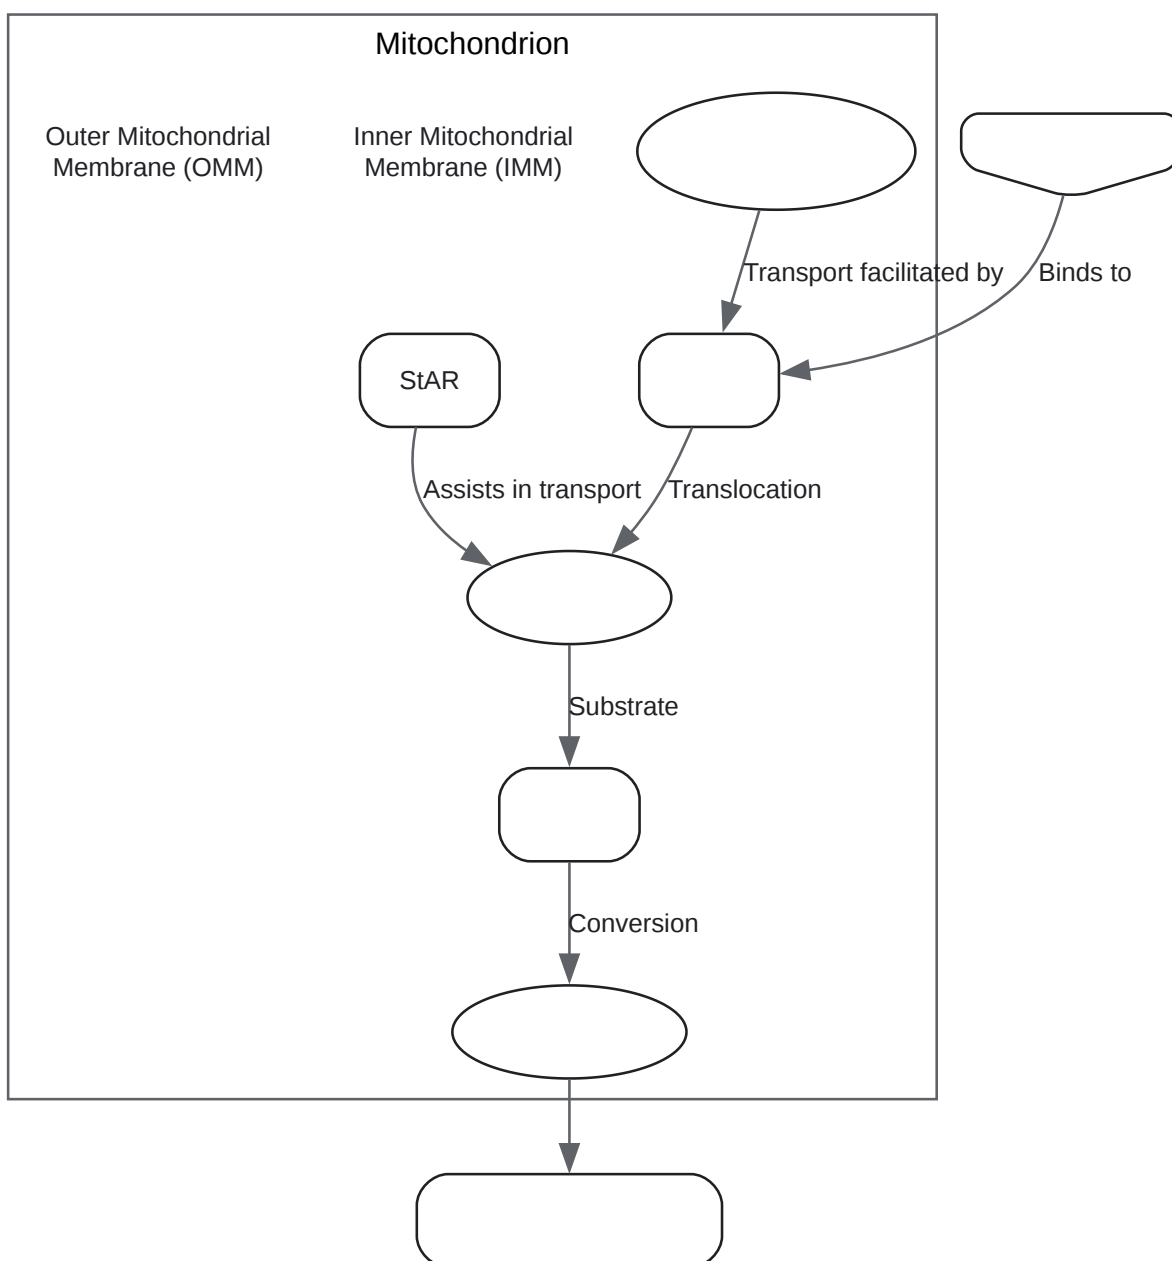 Mitochondrion
Outer Mitochondrial
Membrane (OMM)
Inner Mitochondrial
Membrane (IMM)
Transport facilitated by
Binds to
StAR
Assists in transport
Translocation
Substrate
Conversion